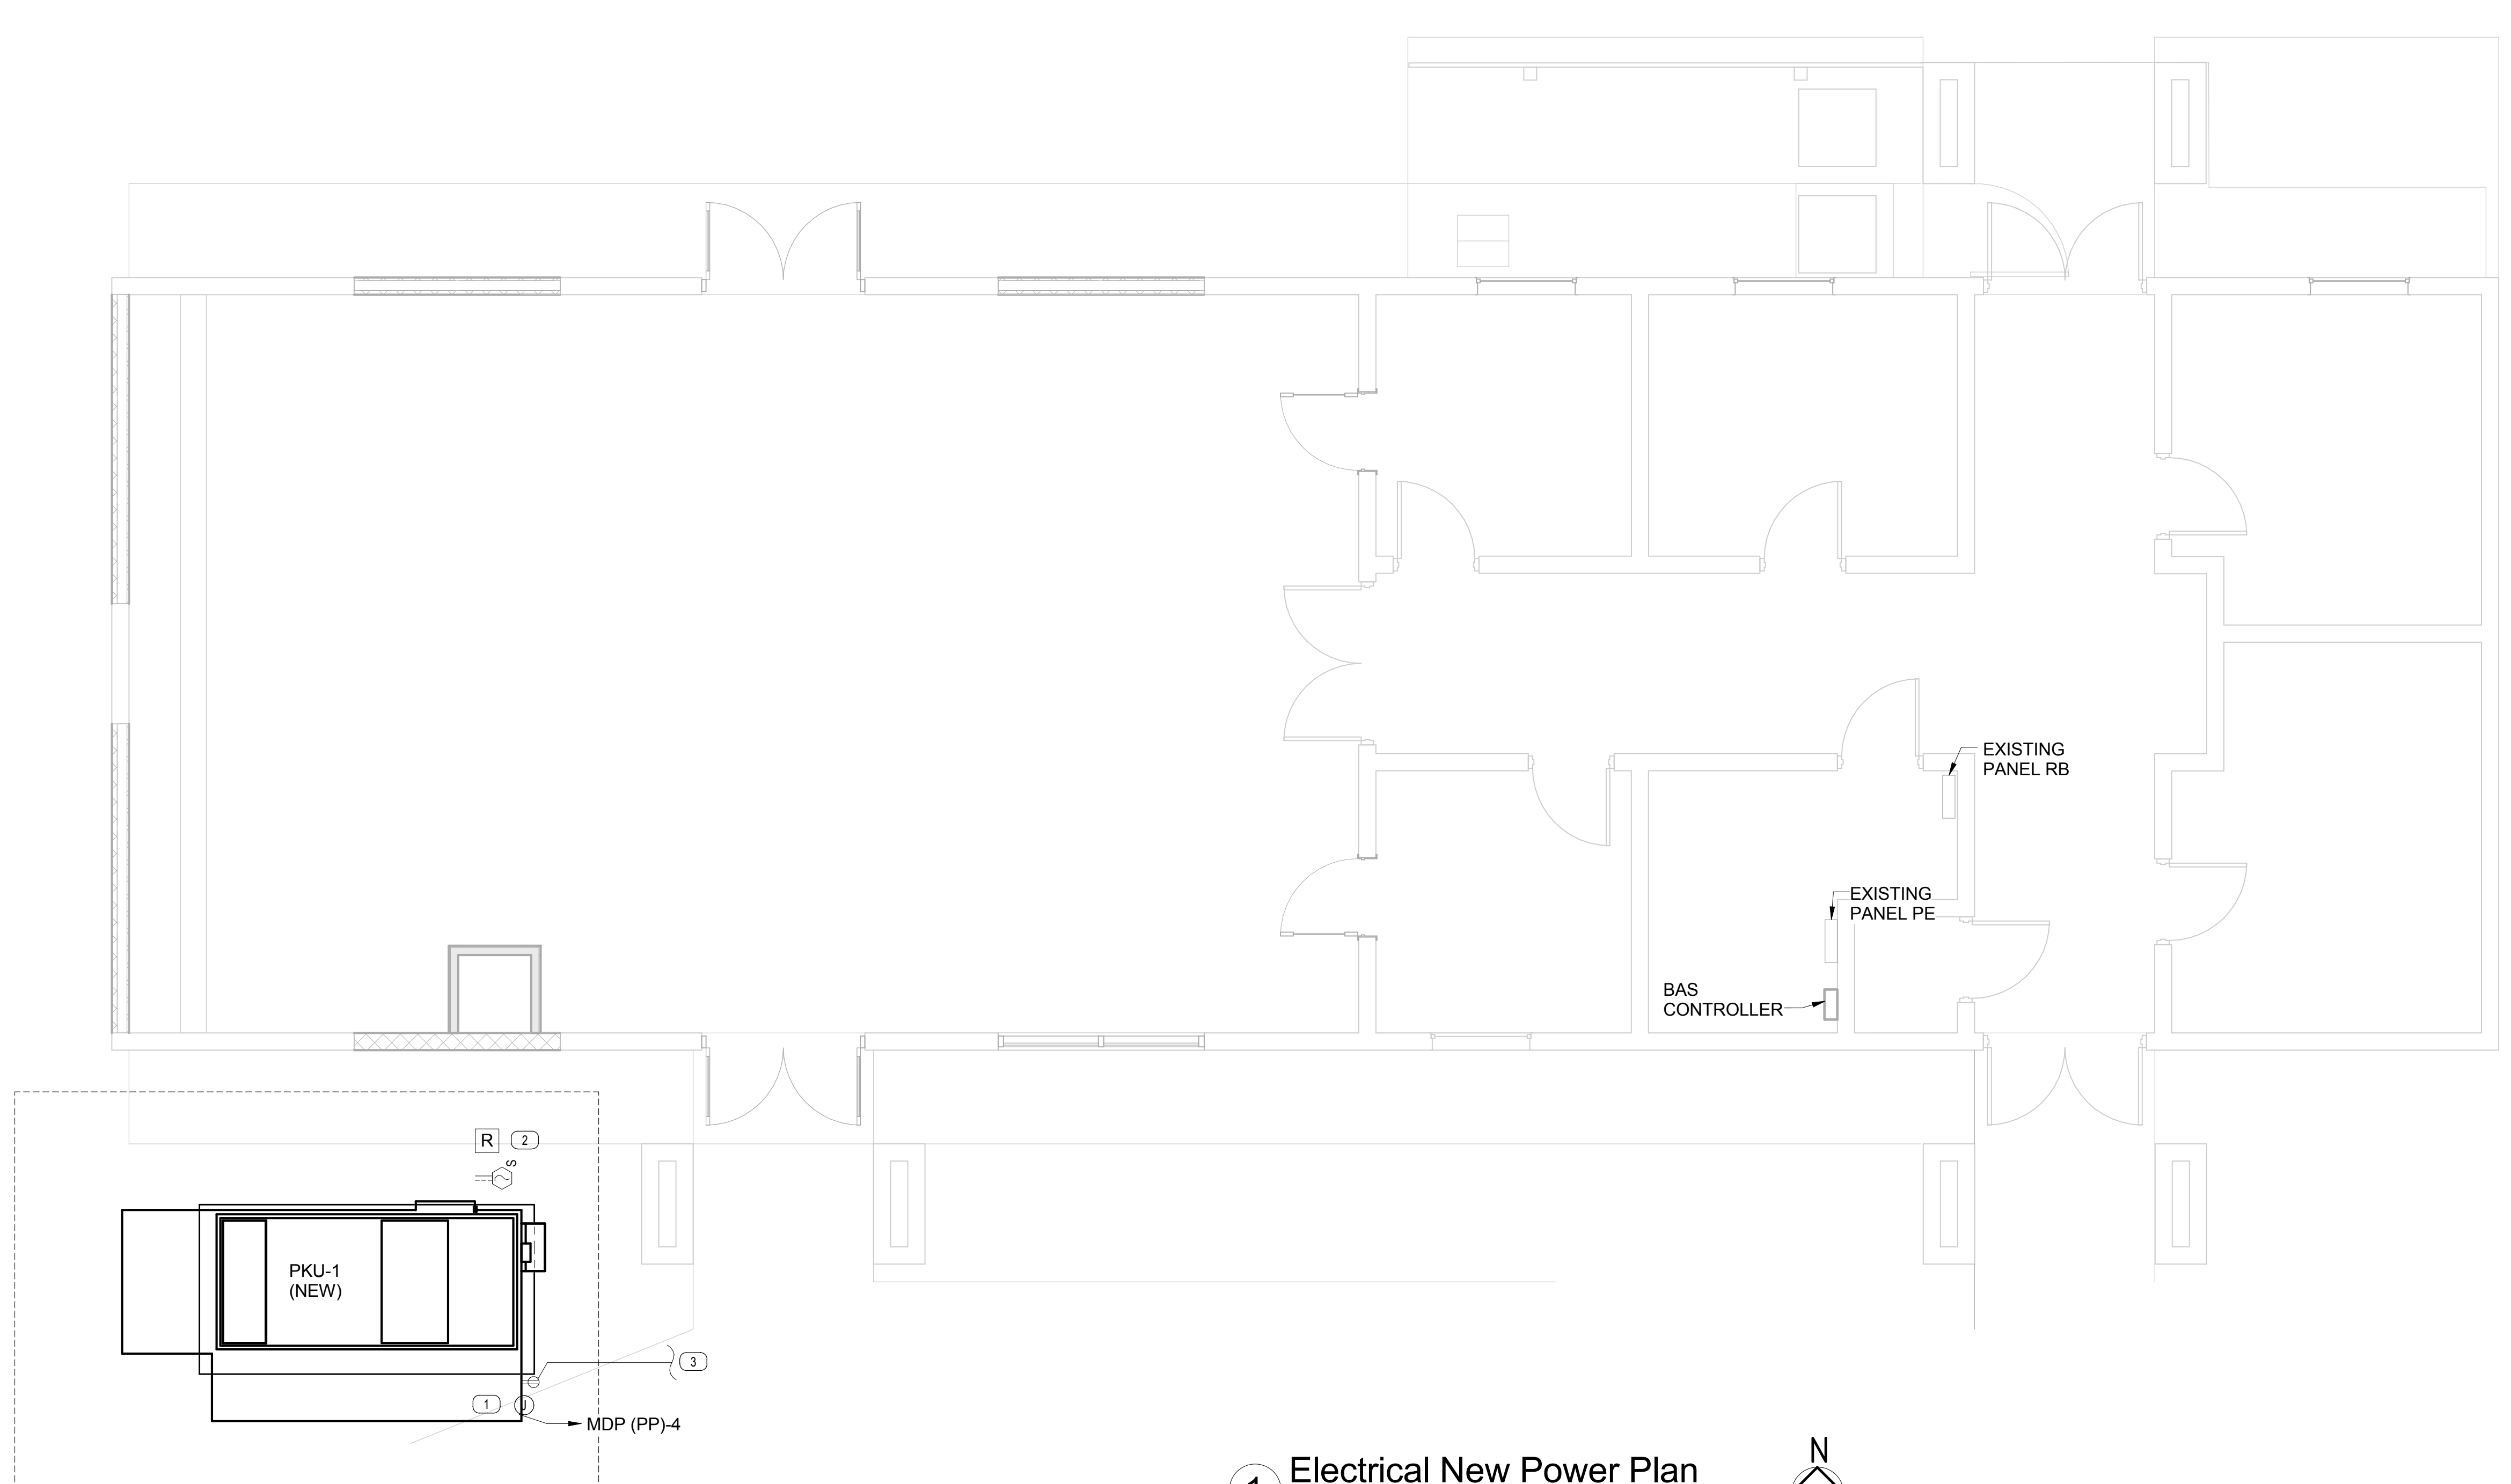 EXISTING
PANEL RB
EXISTING
PANEL PE
BAS
CONTROLLER
R
2
S
PKU-1
(NEW)
3
1
J
MDP (PP)-4
N
1
Electrical New Power Plan